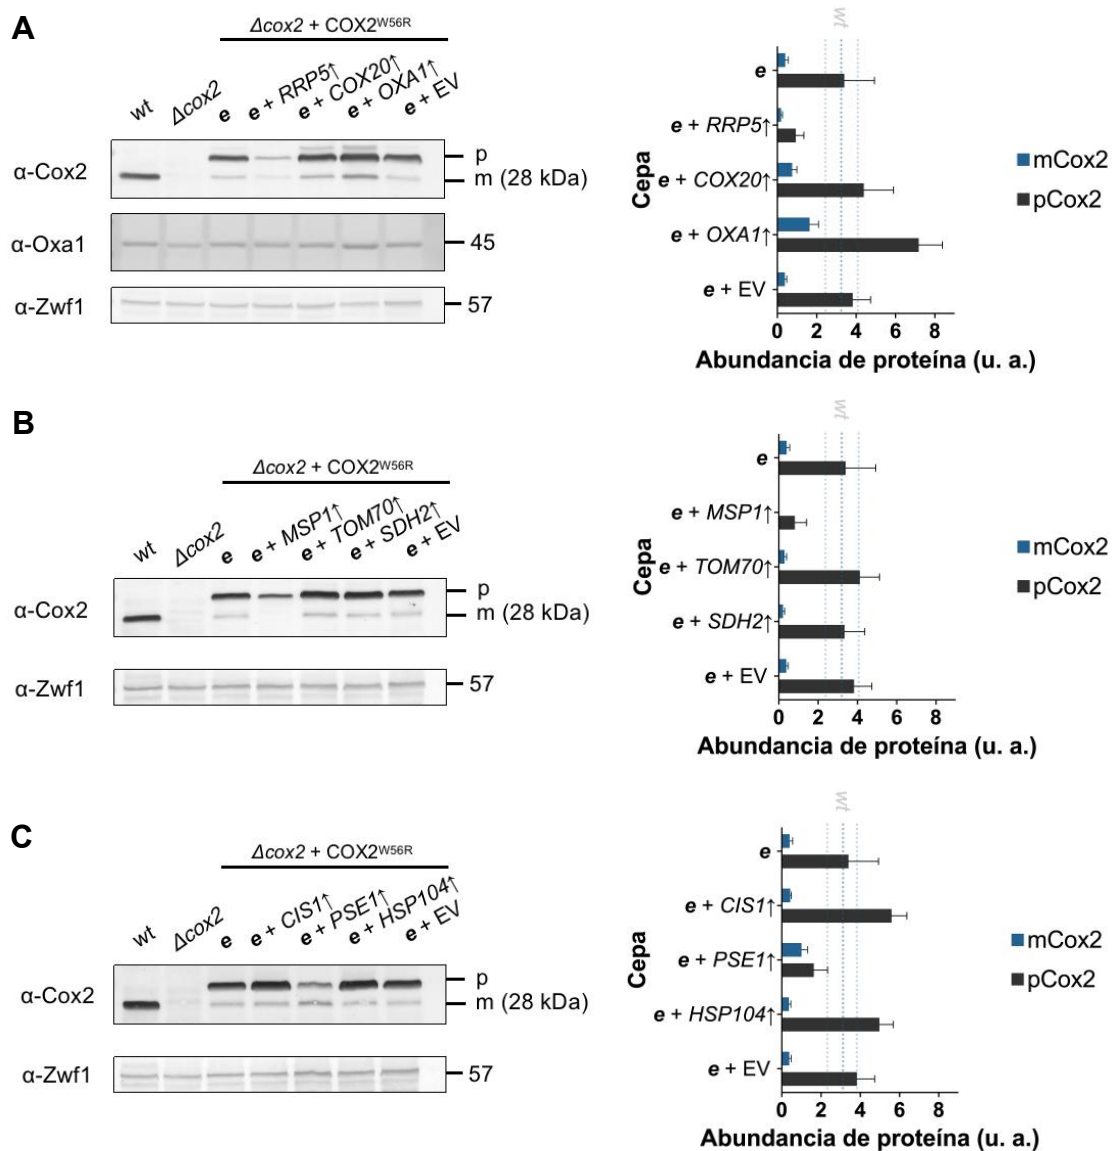 A
Δcox2 + COX2W56R
wt
Δcox2
e
e + RRP5↑
e + COX20↑
e + OXA1↑
e + EV
α-Cox2
p
m (28 kDa)
α-Oxa1
45
α-Zwf1
57
wt
Cepa
e
e + RRP5↑
e + COX20↑
e + OXA1↑
e + EV
0 2 4 6 8
Abundancia de proteína (u. a.)
mCox2
pCox2
B
Δcox2 + COX2W56R
wt
Δcox2
e
e + MSP1↑
e + TOM70↑
e + SDH2↑
e + EV
α-Cox2
p
m (28 kDa)
α-Zwf1
57
wt
Cepa
e
e + MSP1↑
e + TOM70↑
e + SDH2↑
e + EV
0 2 4 6 8
Abundancia de proteína (u. a.)
mCox2
pCox2
C
Δcox2 + COX2W56R
wt
Δcox2
e
e + CIS1↑
e + PSE1↑
e + HSP104↑
e + EV
α-Cox2
p
m (28 kDa)
α-Zwf1
57
wt
Cepa
e
e + CIS1↑
e + PSE1↑
e + HSP104↑
e + EV
0 2 4 6 8
Abundancia de proteína (u. a.)
mCox2
pCox2